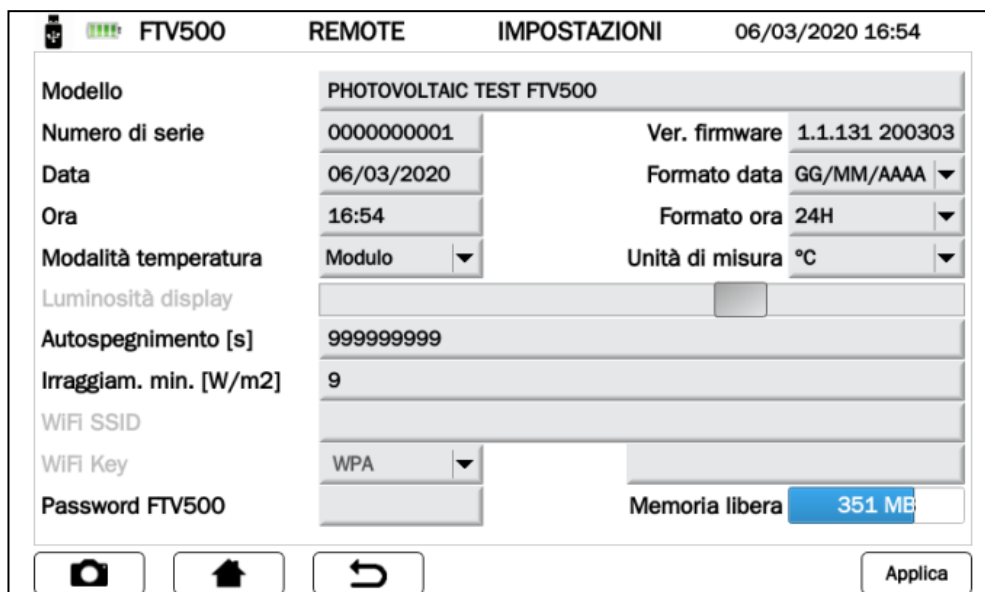 FTV500 REMOTE IMPOSTAZIONI 06/03/2020 16:54
Modello PHOTOVOLTAIC TEST FTV500
Numero di serie 0000000001 Ver. firmware 1.1.131 200303
Data 06/03/2020 Formato data GG/MM/AAAA
Ora 16:54 Formato ora 24H
Modalità temperatura Modulo Unità di misura °C
Luminosità display
Autospegnimento [s] 999999999
Irraggiam. min. [W/m2] 9
WiFi SSID
WiFi Key WPA
Password FTV500 Memoria libera 351 MB
Applica